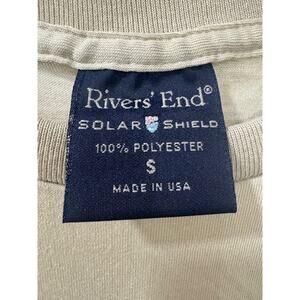 Rivers' End®
SOLAR SHIELD
100% POLYESTER
S
MADE IN USA